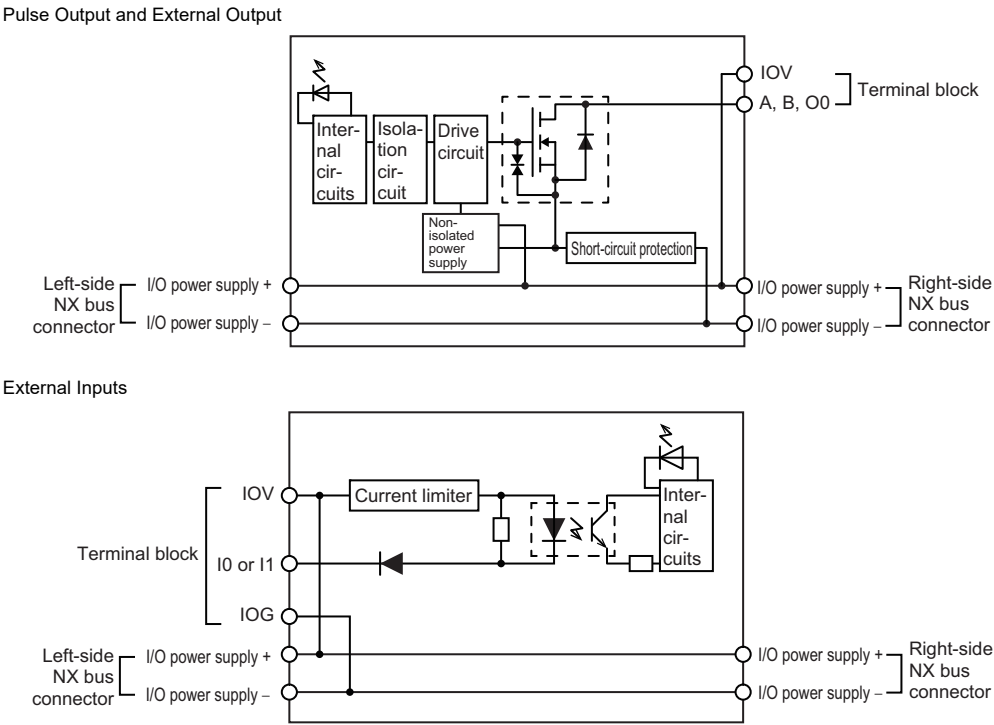 Pulse Output and External Output
IOV
A, B, O0
Terminal block
Inter-
nal
cir-
cuits
Isola-
tion
cir-
cuit
Drive
circuit
Non-
isolated
power
supply
Short-circuit protection
Left-side
NX bus
connector
I/O power supply +
I/O power supply –
I/O power supply +
I/O power supply –
Right-side
NX bus
connector
External Inputs
Terminal block
IOV
I0 or I1
IOG
Current limiter
Inter-
nal
cir-
cuits
Left-side
NX bus
connector
I/O power supply +
I/O power supply –
I/O power supply +
I/O power supply –
Right-side
NX bus
connector